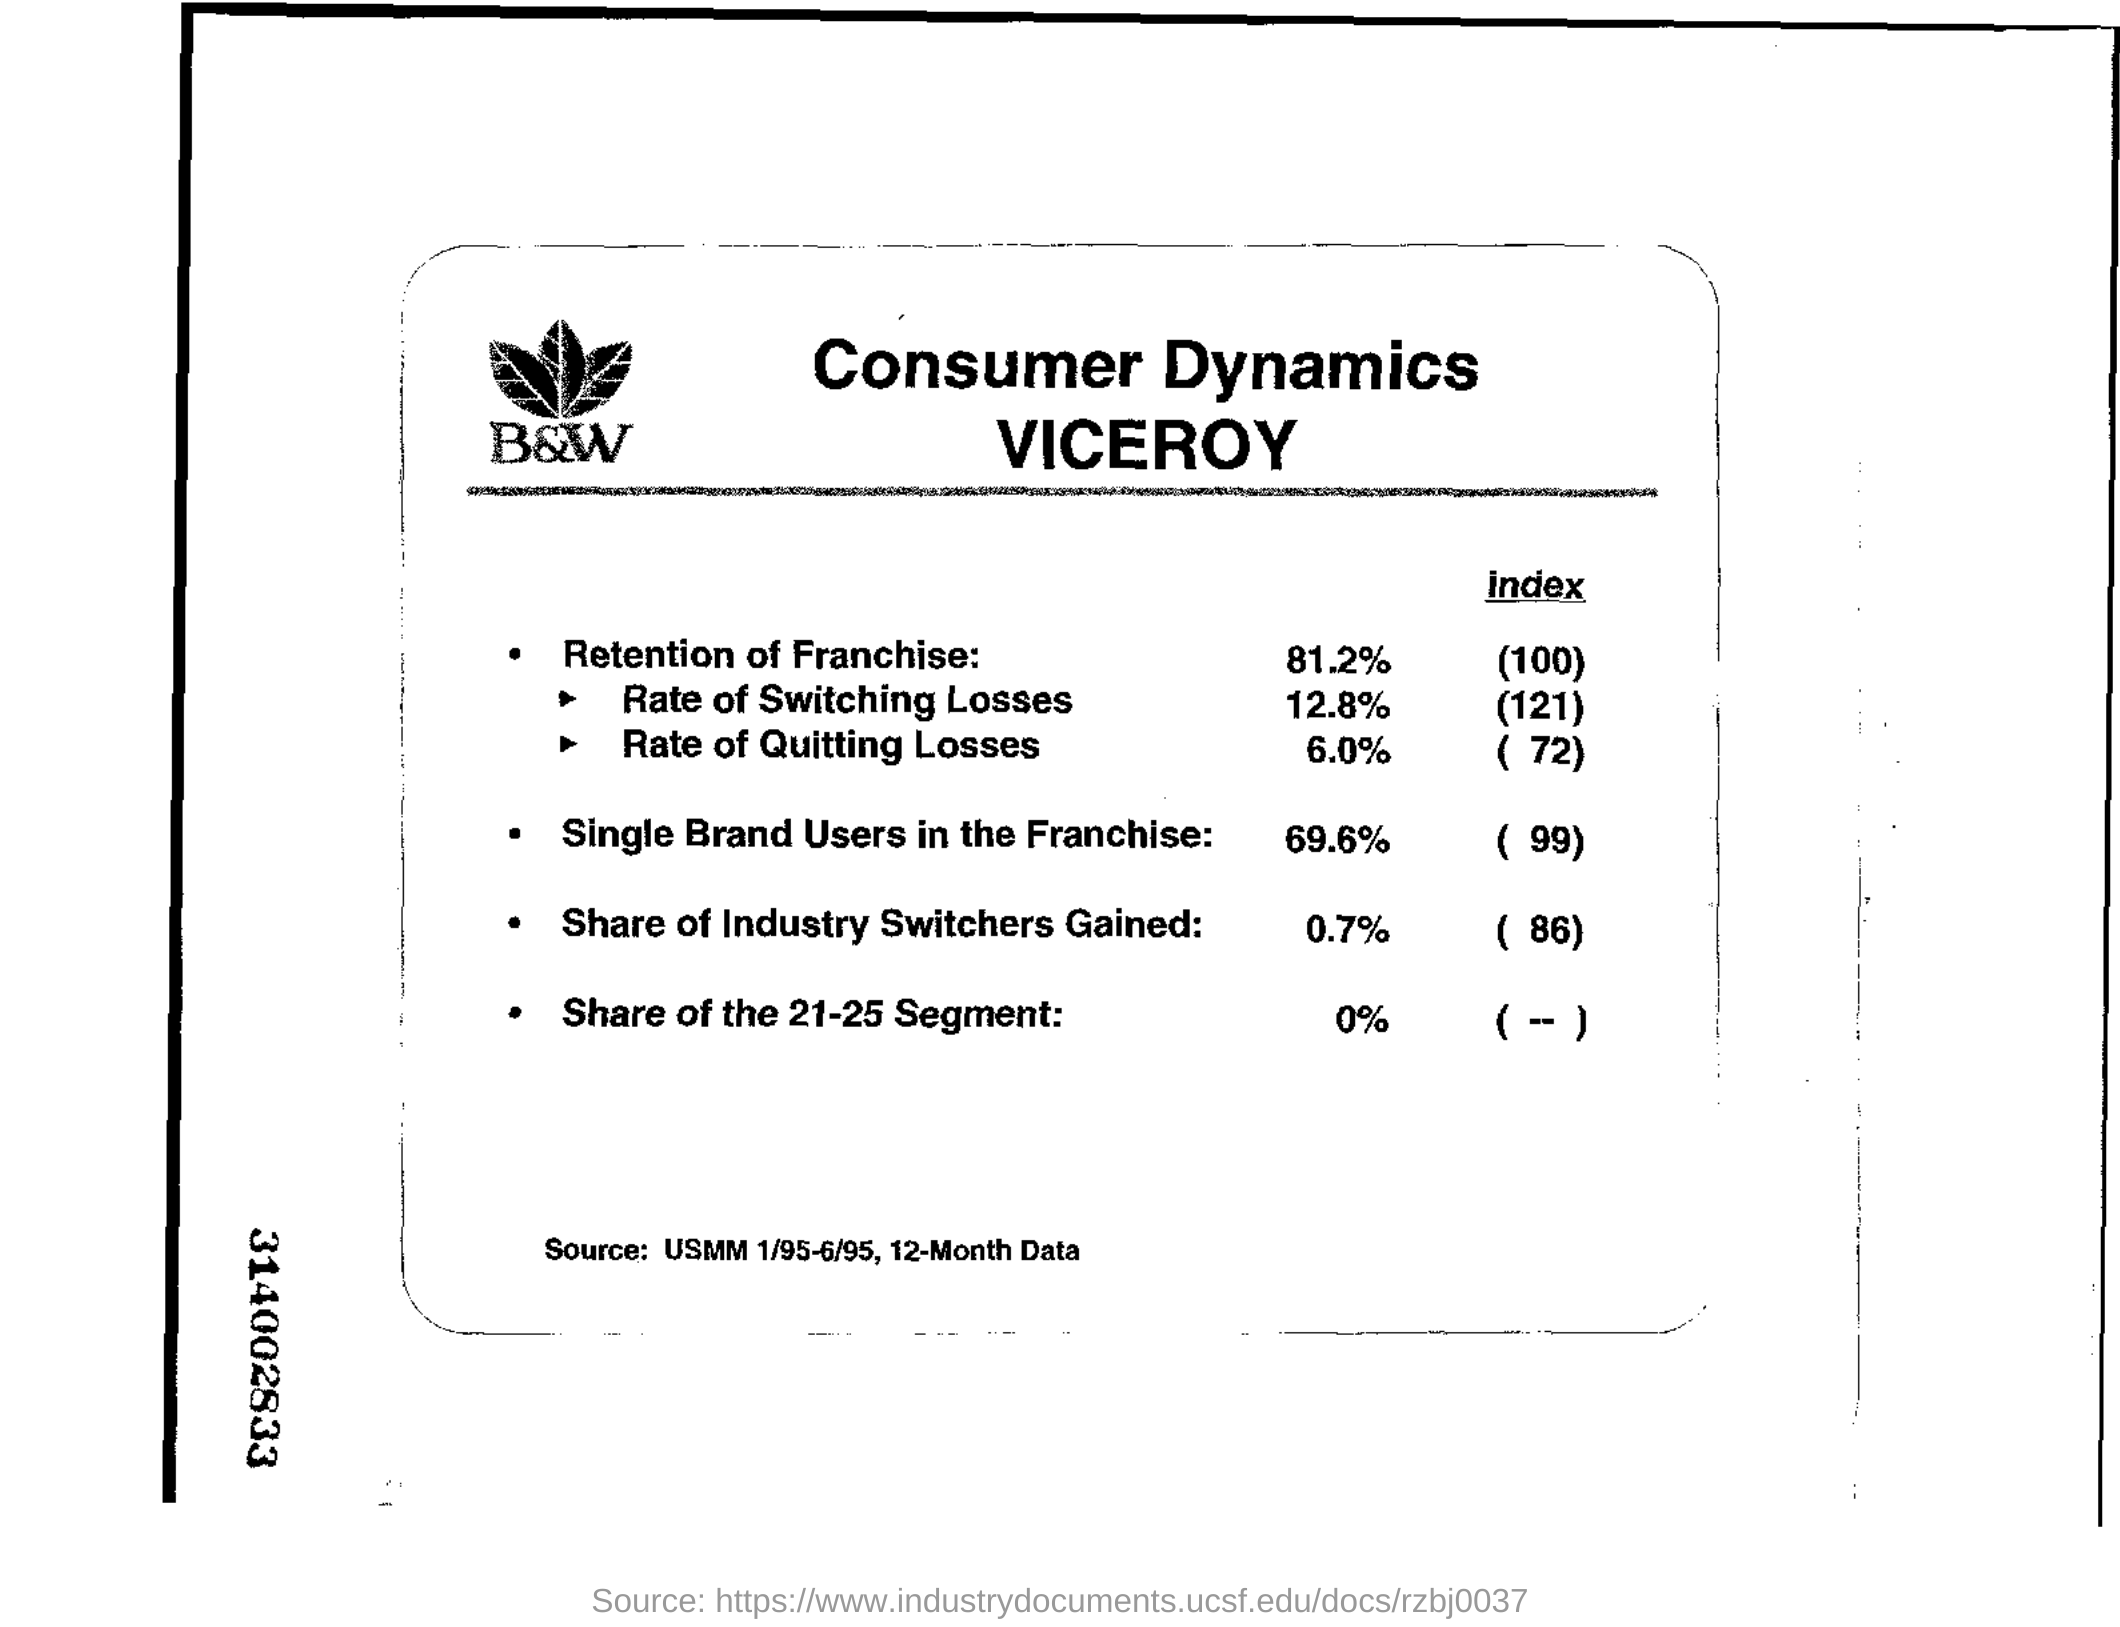 B&W
Consumer Dynamics
VICEROY
index
• Retention of Franchise: 81.2% (100)
► Rate of Switching Losses 12.8% (121)
► Rate of Quitting Losses 6.0% ( 72)
• Single Brand Users in the Franchise: 69.6% ( 99)
• Share of Industry Switchers Gained: 0.7% ( 86)
• Share of the 21-25 Segment: 0% ( -- )
Source: USMM 1/95-6/95, 12-Month Data
314002833
Source: https://www.industrydocuments.ucsf.edu/docs/rzbj0037